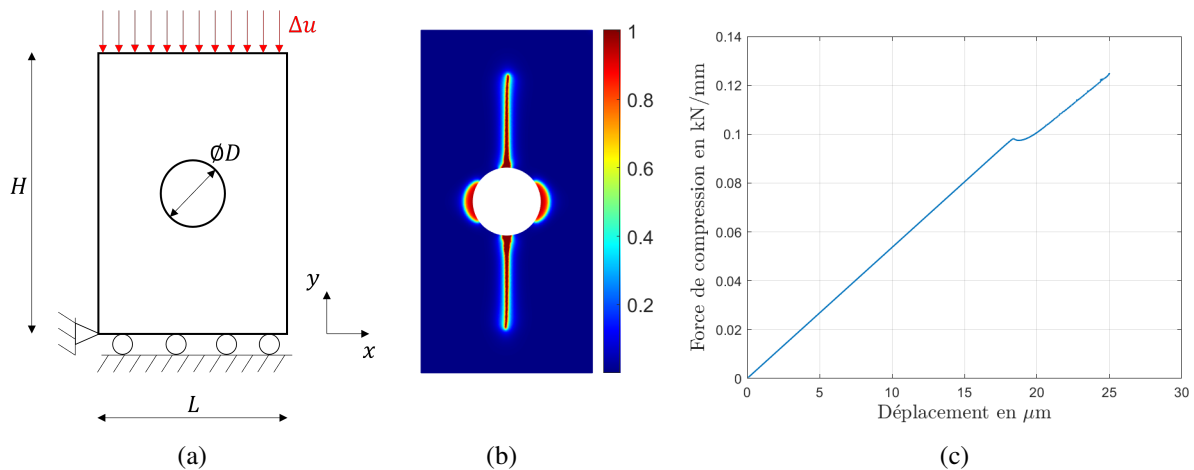 Δu
∅D
H
y
x
L
(a)
1
0.8
0.6
0.4
0.2
(b)
Force de compression en kN/mm
0.14
0.12
0.1
0.08
0.06
0.04
0.02
0
0 5 10 15 20 25 30
Déplacement en μm
(c)